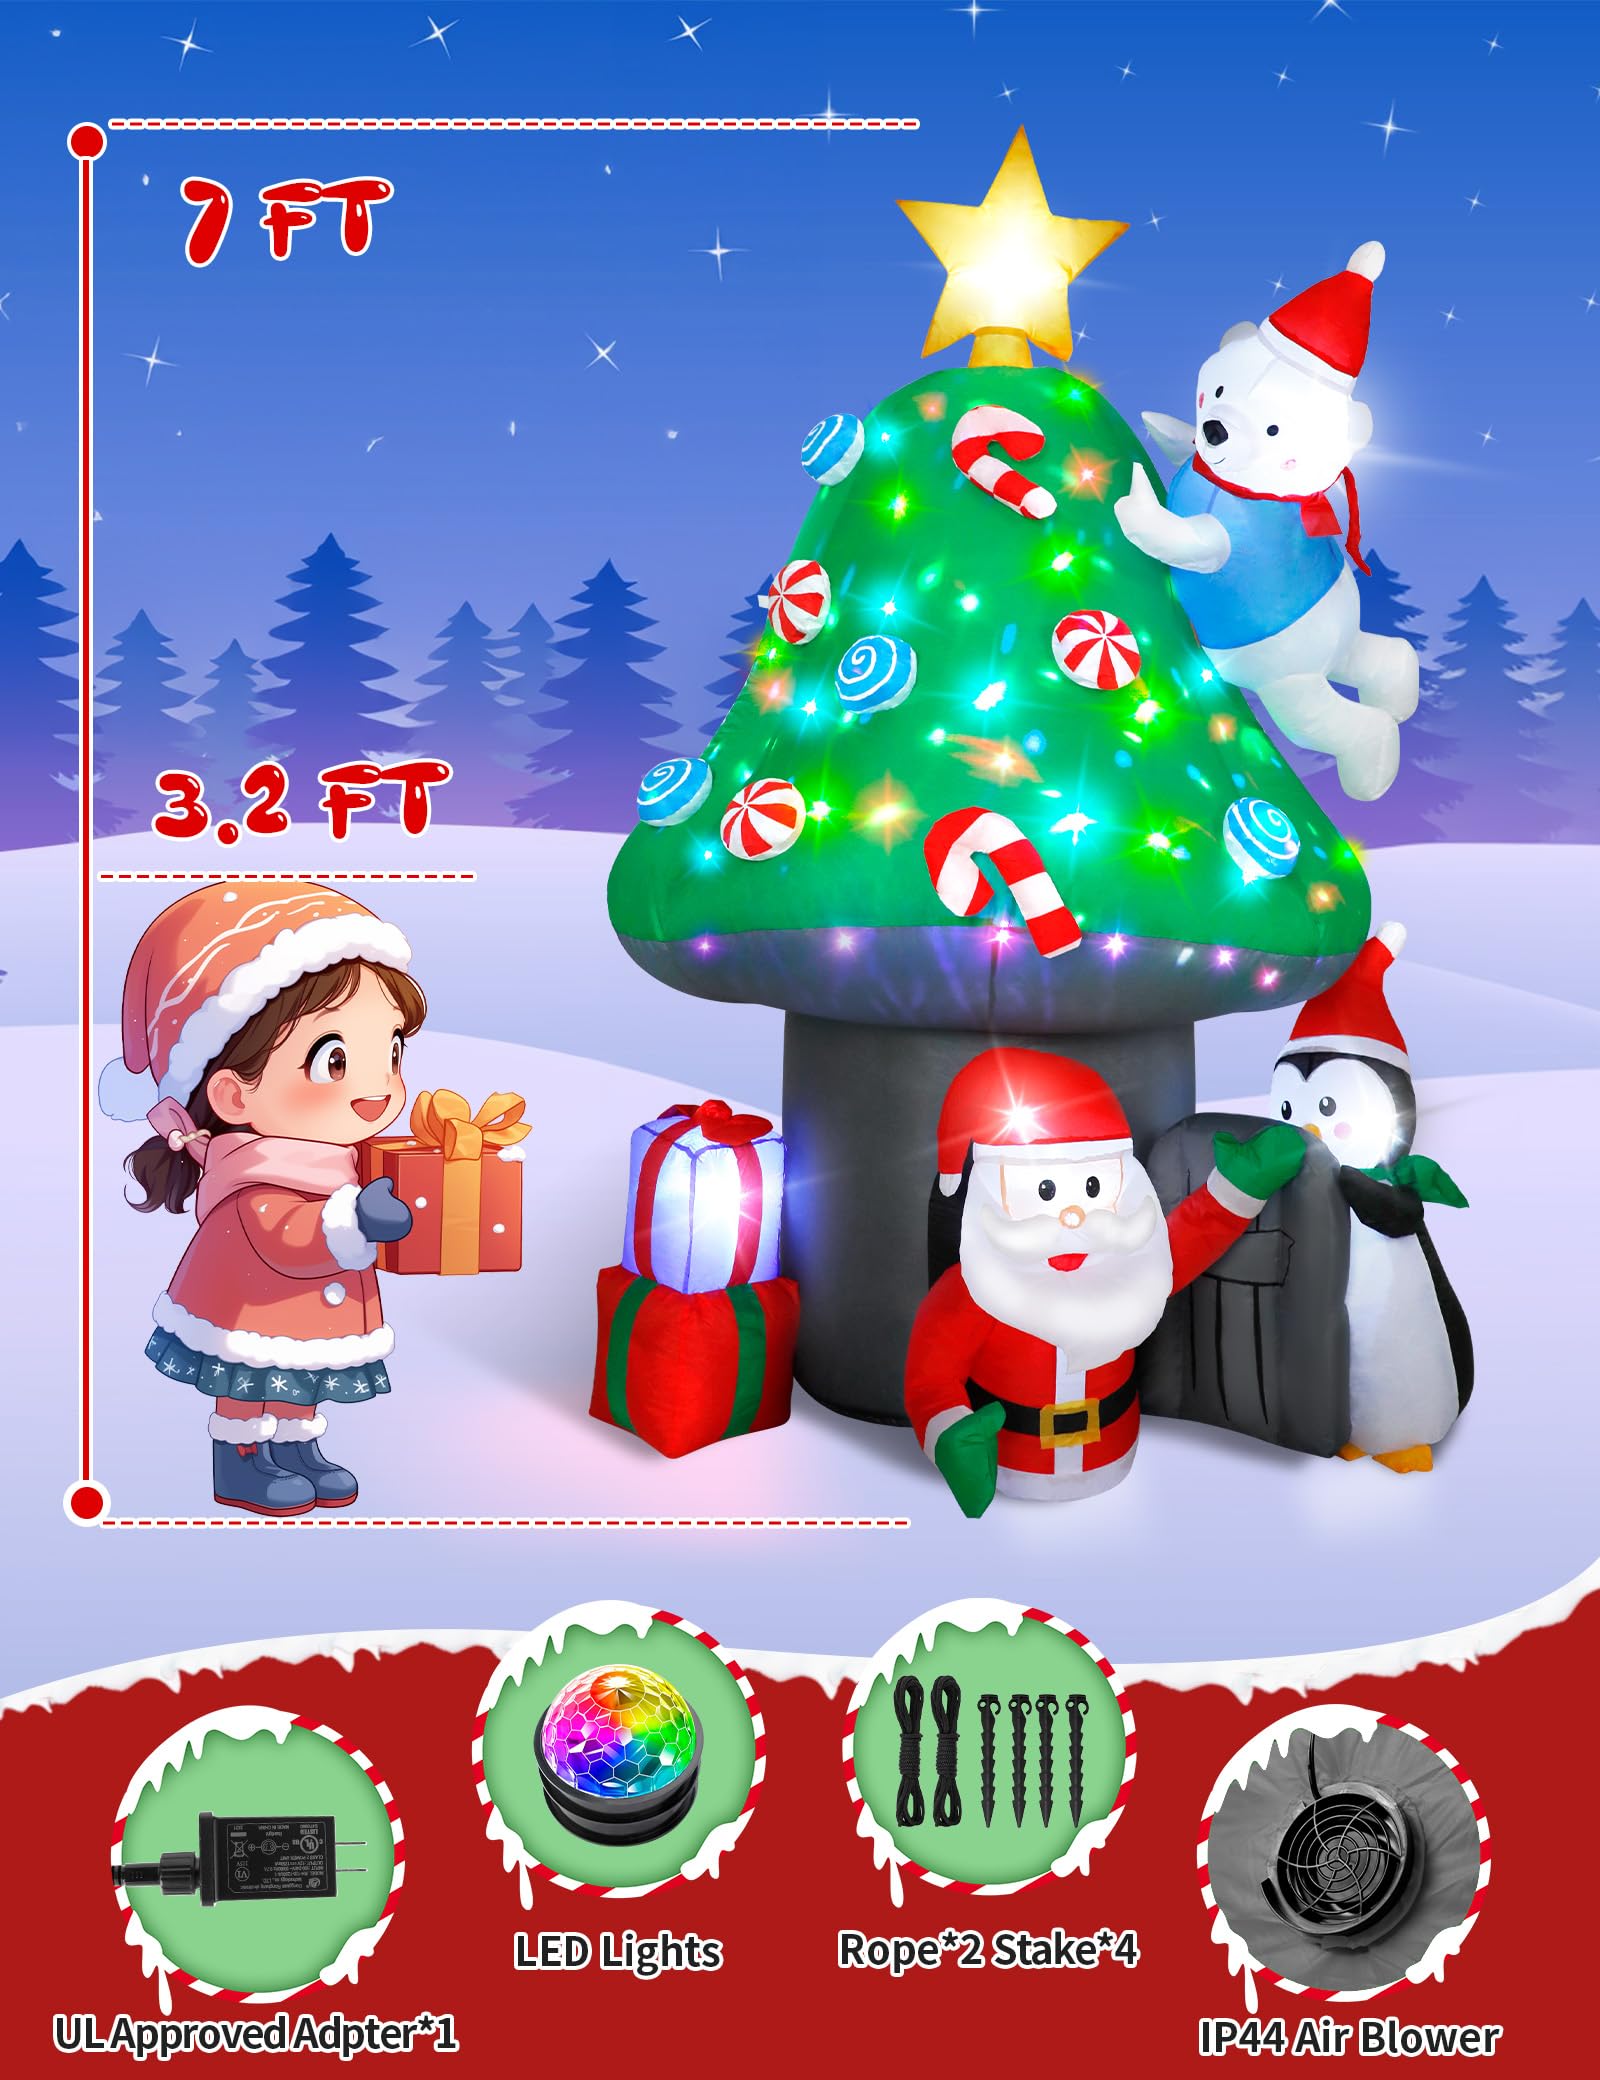 7 FT
3.2 FT
LED Lights
Rope*2 Stake*4
UL Approved Adpter*1
IP44 Air Blower